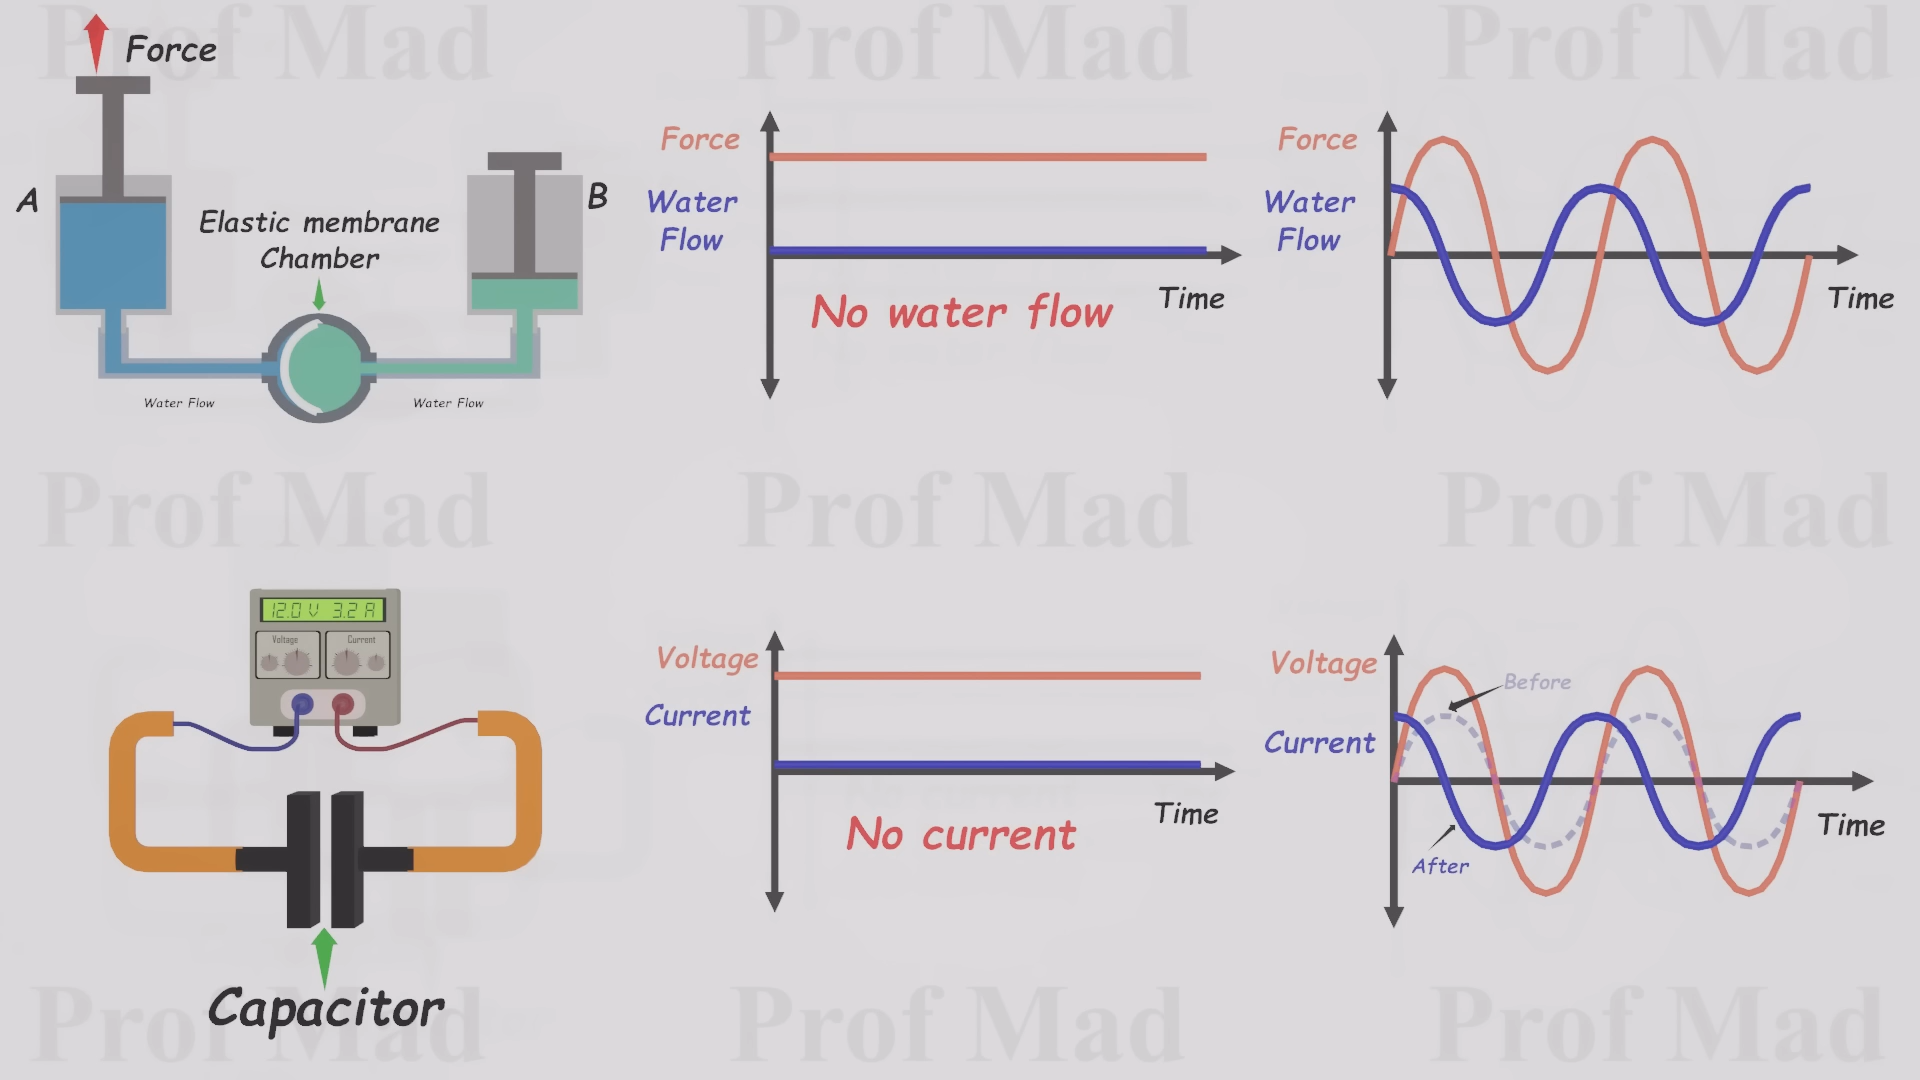 Prof Mad
Prof Mad
Prof Mad
Force
A
B
Elastic membrane
Chamber
Water Flow
Water Flow
Force
Water
Flow
No water flow
Time
Force
Water
Flow
Time
Prof Mad
Prof Mad
Prof Mad
12.0 V 3.2 A
Voltage
Current
Capacitor
Voltage
Current
No current
Time
Voltage
Before
Current
After
Time
Prof Mad
Prof Mad
Prof Mad